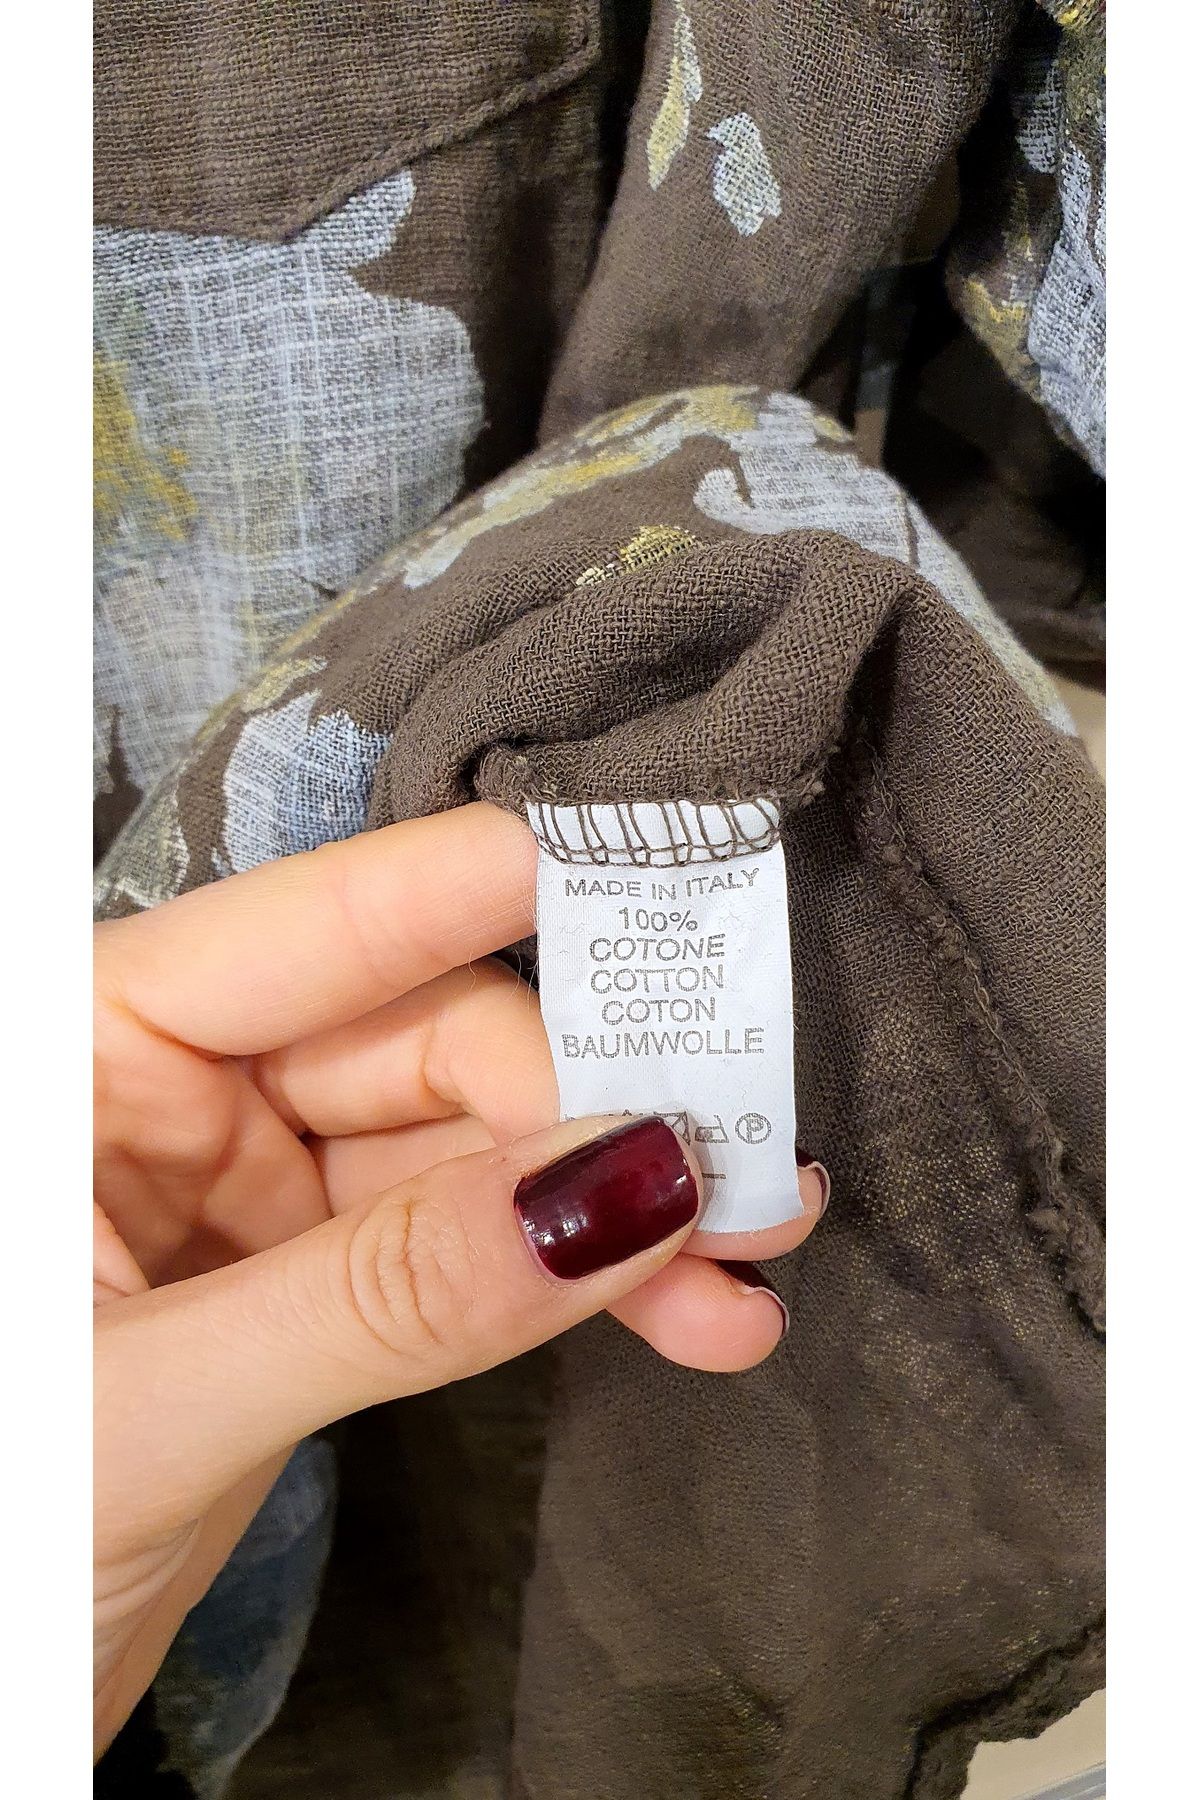 MADE IN ITALY
100%
COTONE
COTTON
COTON
BAUMWOLLE
P